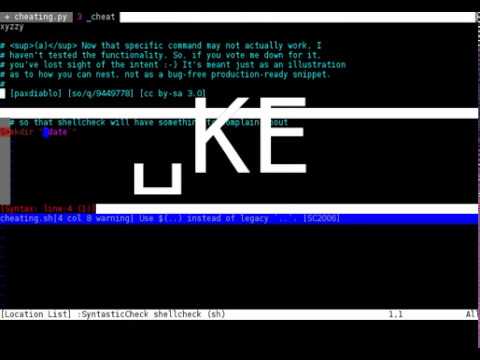 + cheating.py  3 _cheat
xyzzy
# <sup>(a)</sup> Now that specific command may not actually work, I
# haven't tested the functionality. So, if you vote me down for it,
# you've lost sight of the intent :-) It's meant just as an illustration
# as to how you can nest, not as a bug-free production-ready snippet.
#
[paxdiablo] [so/q/9449778] [cc by-sa 3.0]
# so that shellcheck will have something to complain about
date`"
␣KE
[Syntax: line:4 (1)]
cheating.sh|4 col 8 warning| Use $(..) instead of legacy `..`. [SC2006]
[Location List] :SyntasticCheck shellcheck (sh) 1,1 All